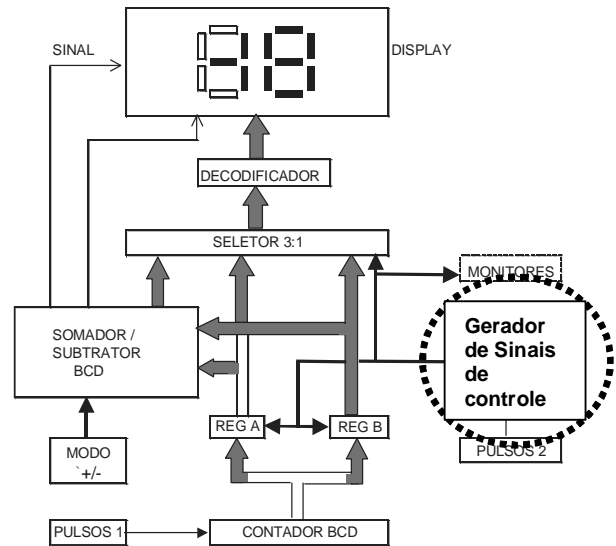 SINAL
DISPLAY
DECODIFICADOR
SELETOR 3:1
MONITORES
SOMADOR /
SUBTRATOR
BCD
Gerador
de Sinais
de
controle
REG A
REG B
MODO
`+/-
PULSOS 2
PULSOS 1
CONTADOR BCD